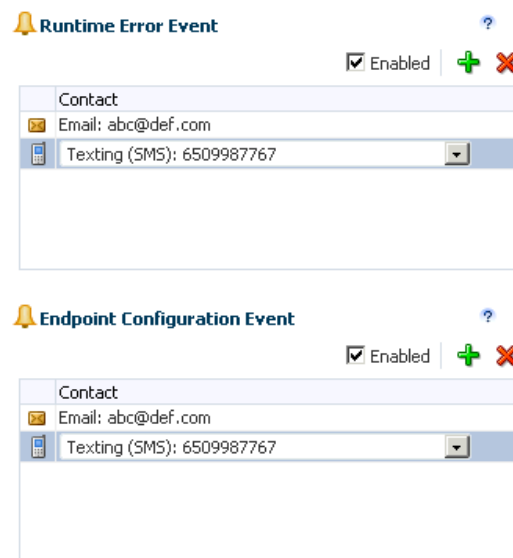 Runtime Error Event ?
Enabled
Contact
Email: abc@def.com
Texting (SMS): 6509987767
Endpoint Configuration Event ?
Enabled
Contact
Email: abc@def.com
Texting (SMS): 6509987767